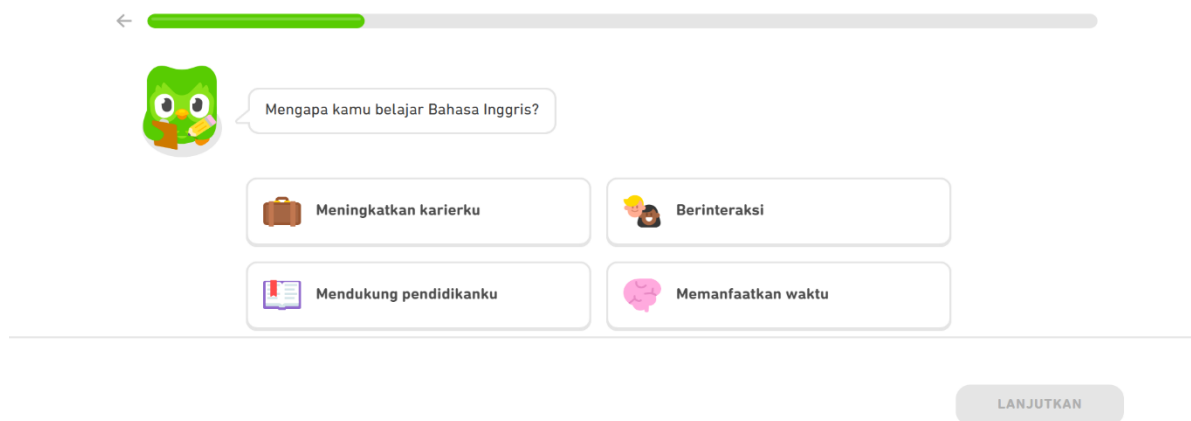 Mengapa kamu belajar Bahasa Inggris?
Meningkatkan karierku
Berinteraksi
Mendukung pendidikanku
Memanfaatkan waktu
LANJUTKAN